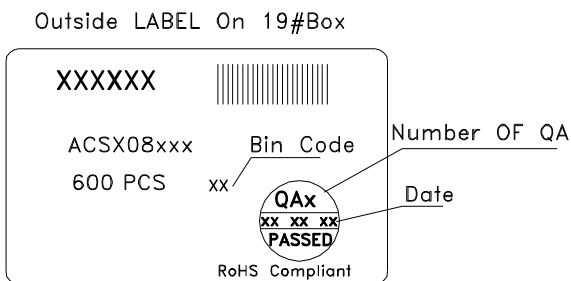 Outside LABEL On 19#Box
XXXXXX
ACSX08xxx
Bin Code
Number OF QA
600 PCS
xx
Date
QAx
xx xx xx
PASSED
RoHS Compliant